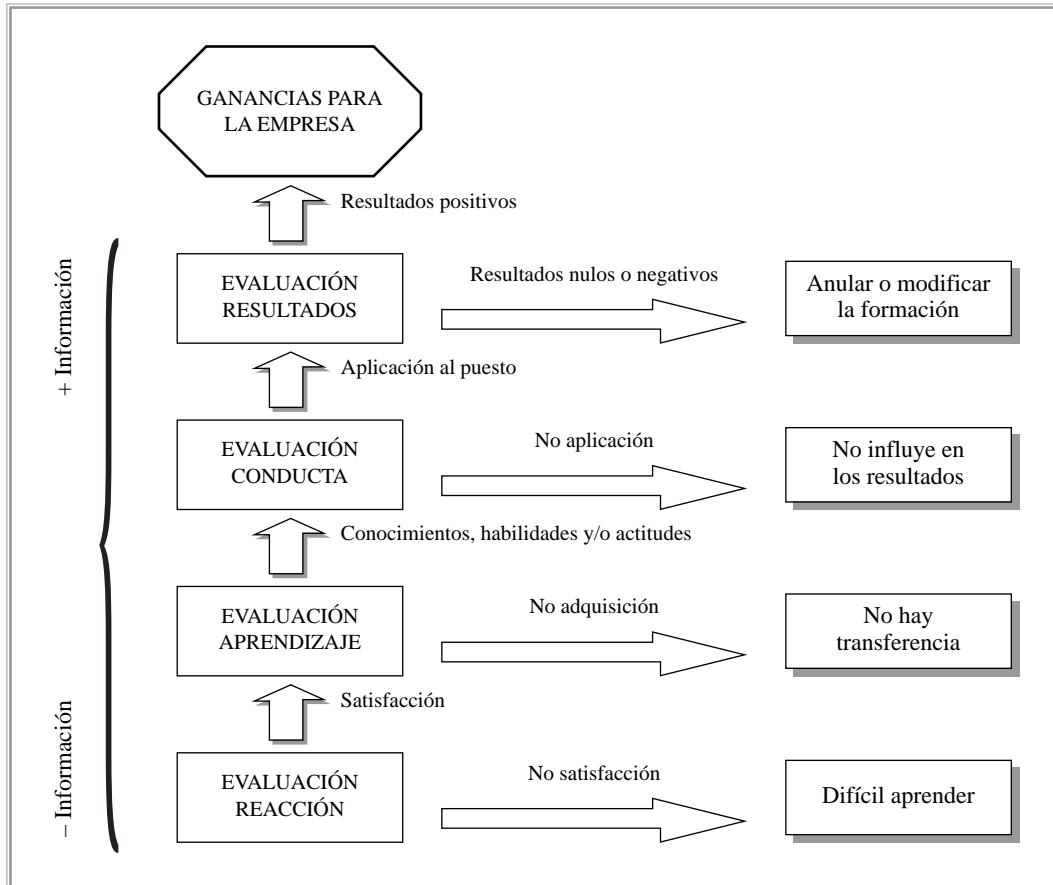 GANANCIAS PARA
LA EMPRESA
Resultados positivos
+ Información
EVALUACIÓN
RESULTADOS
Resultados nulos o negativos
Anular o modificar
la formación
Aplicación al puesto
EVALUACIÓN
CONDUCTA
No aplicación
No influye en
los resultados
Conocimientos, habilidades y/o actitudes
EVALUACIÓN
APRENDIZAJE
No adquisición
No hay
transferencia
Satisfacción
– Información
EVALUACIÓN
REACCIÓN
No satisfacción
Difícil aprender